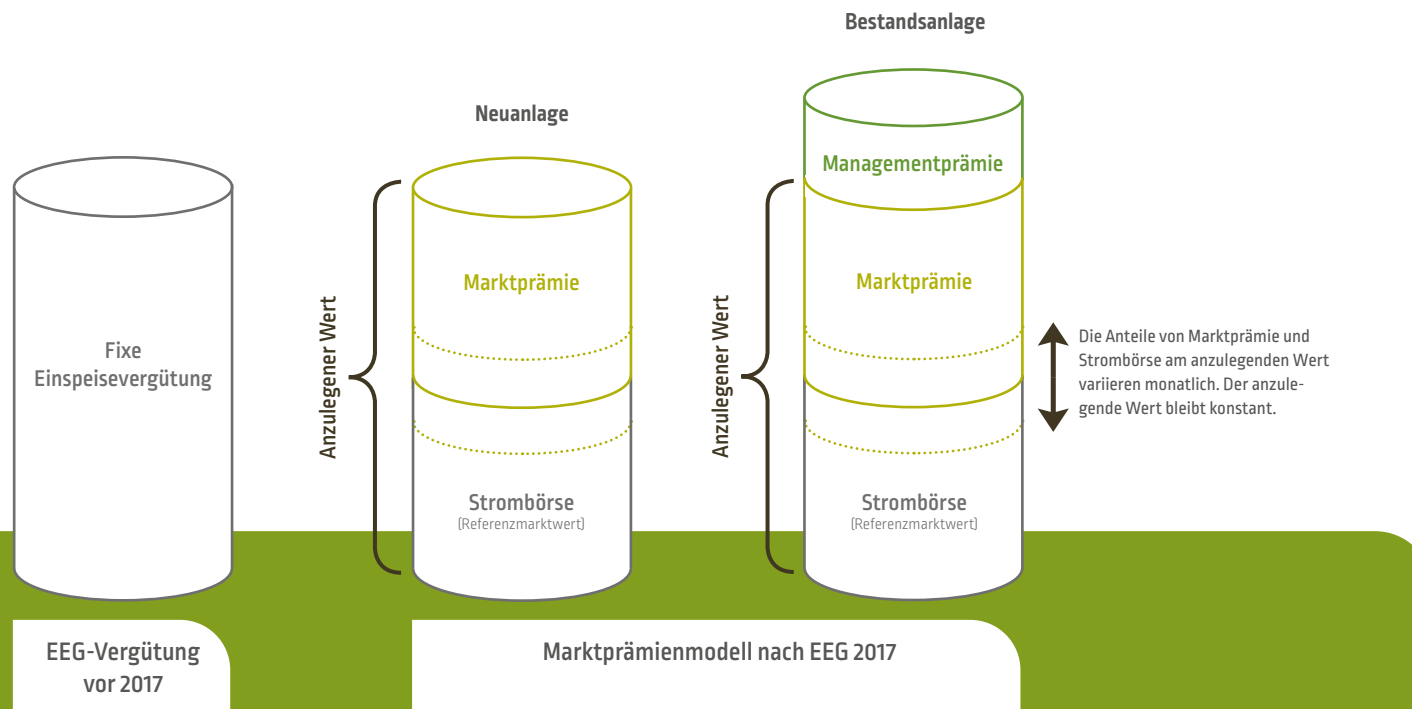 Bestandsanlage
Neuanlage
Managementprämie
Fixe
Einspeisevergütung
Anzulegener Wert
Marktprämie
Strombörse
(Referenzmarktwert)
Anzulegener Wert
Marktprämie
Strombörse
(Referenzmarktwert)
Die Anteile von Marktprämie und
Strombörse am anzulegenden Wert
variieren monatlich. Der anzule-
gende Wert bleibt konstant.
EEG-Vergütung
vor 2017
Marktprämienmodell nach EEG 2017